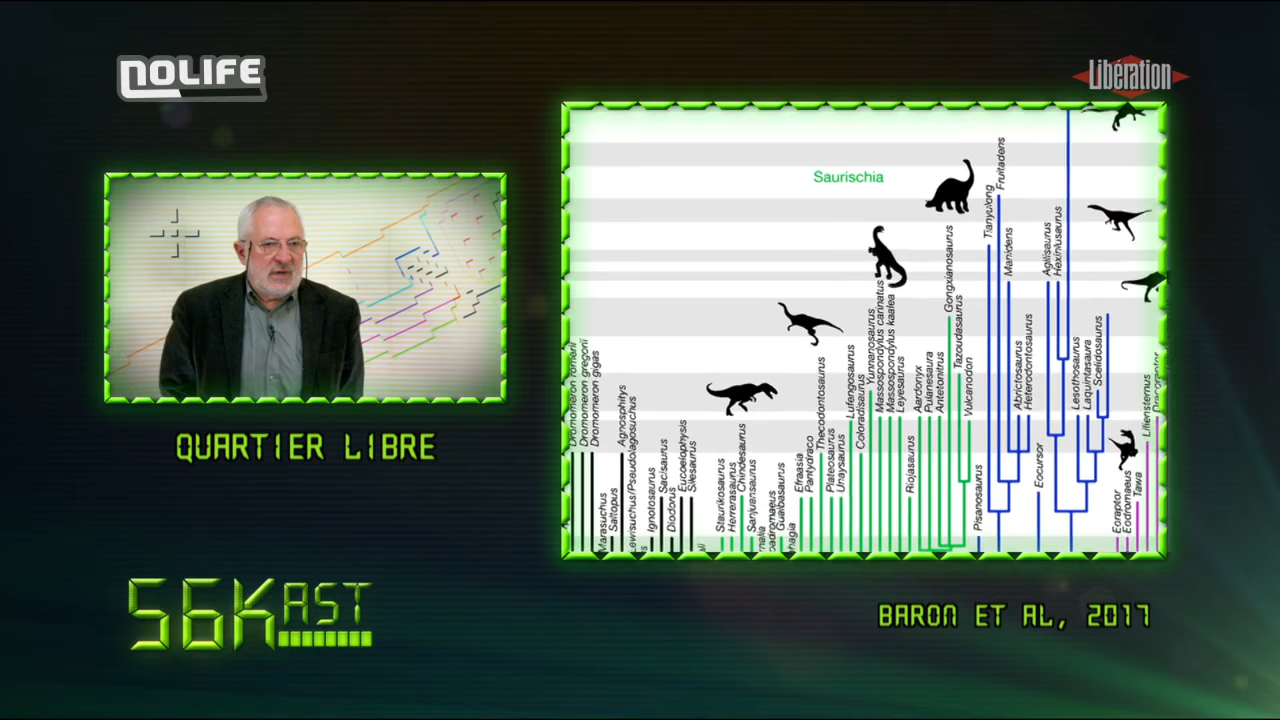 NOLIFE
Libération
Saurischia
Fruitadens
Tianyulong
Manidens
Agilisaurus
Hexinlusaurus
Gongxianosaurus
Yunnanosaurus
Massospondylus carinatus
Massospondylus kaalea
Tazoudasaurus
Dromomeron romerii
Dromomeron gregorii
Dromomeron gigas
Thecodontosaurus
Lufengosaurus
Coloradisaurus
Leyesaurus
Aardonyx
Pulanesaura
Antetonitrus
Vulcanodon
Abrictosaurus
Heterodontosaurus
Lesothosaurus
Laquintasaura
Scelidosaurus
Agnosphitys
Lewisuchus/Pseudolagosuchus
Marasuchus
Saltopus
Ignotosaurus
Sacisaurus
Diodorus
Eucoelophysis
Silesaurus
Staurikosaurus
Herrerasaurus
Chindesaurus
Sanjuansaurus
Guaibasaurus
Efraasia
Pantydraco
Plateosaurus
Unaysaurus
Riojasaurus
Pisanosaurus
Eocursor
Eoraptor
Eodromaeus
Tawa
Liliensternus
QUARTIER LIBRE
56KAST
BARON ET AL, 2017